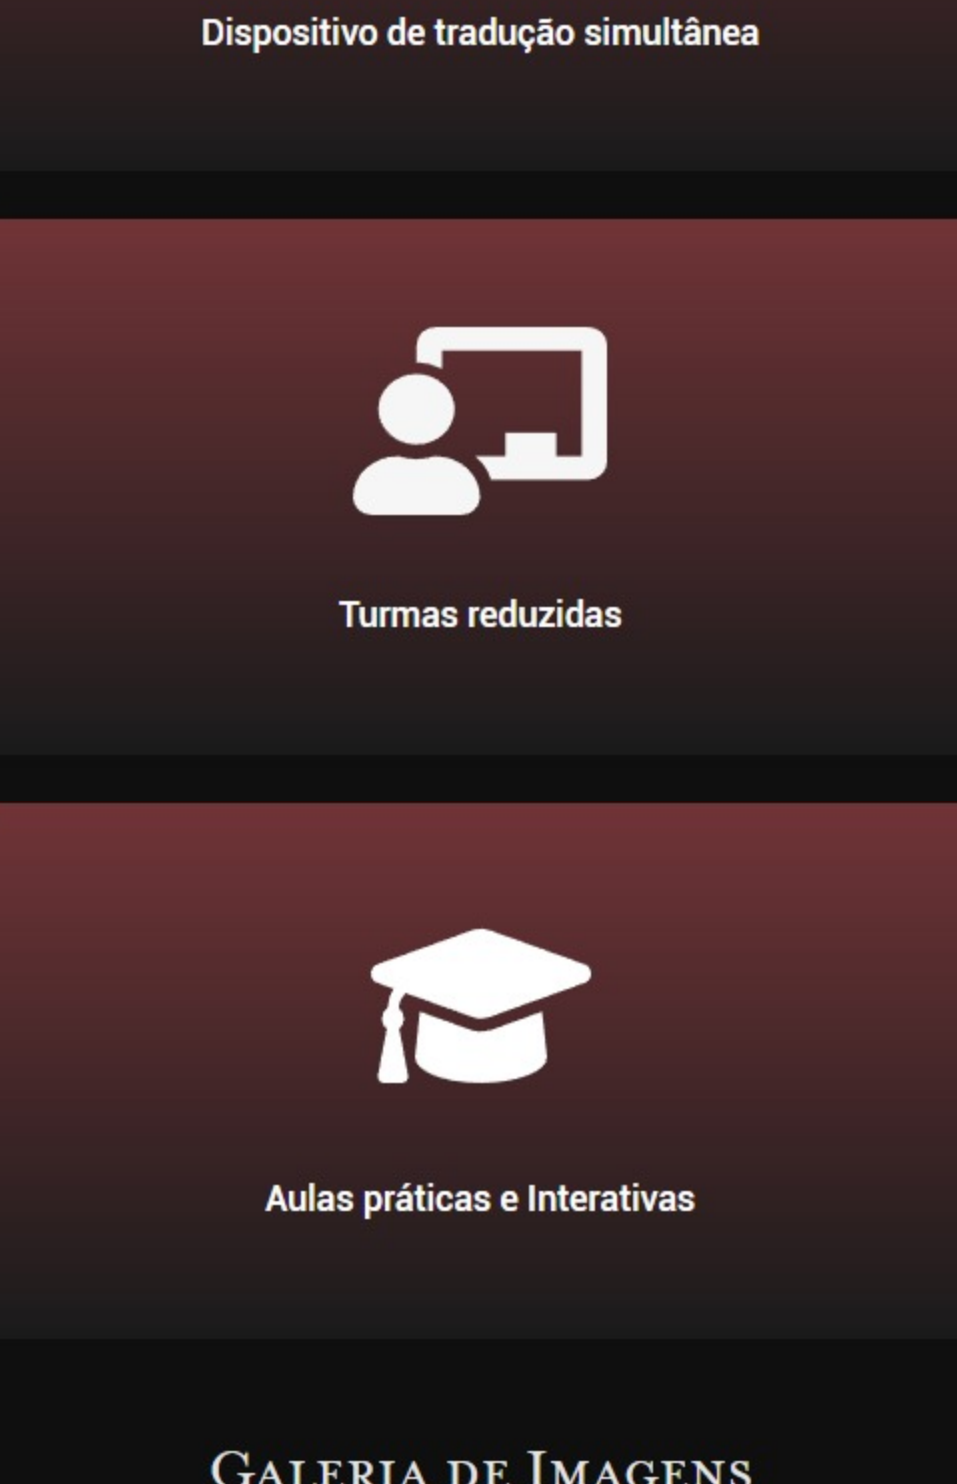 Dispositivo de tradução simultânea
Turmas reduzidas
Aulas práticas e Interativas
Galeria de Imagens